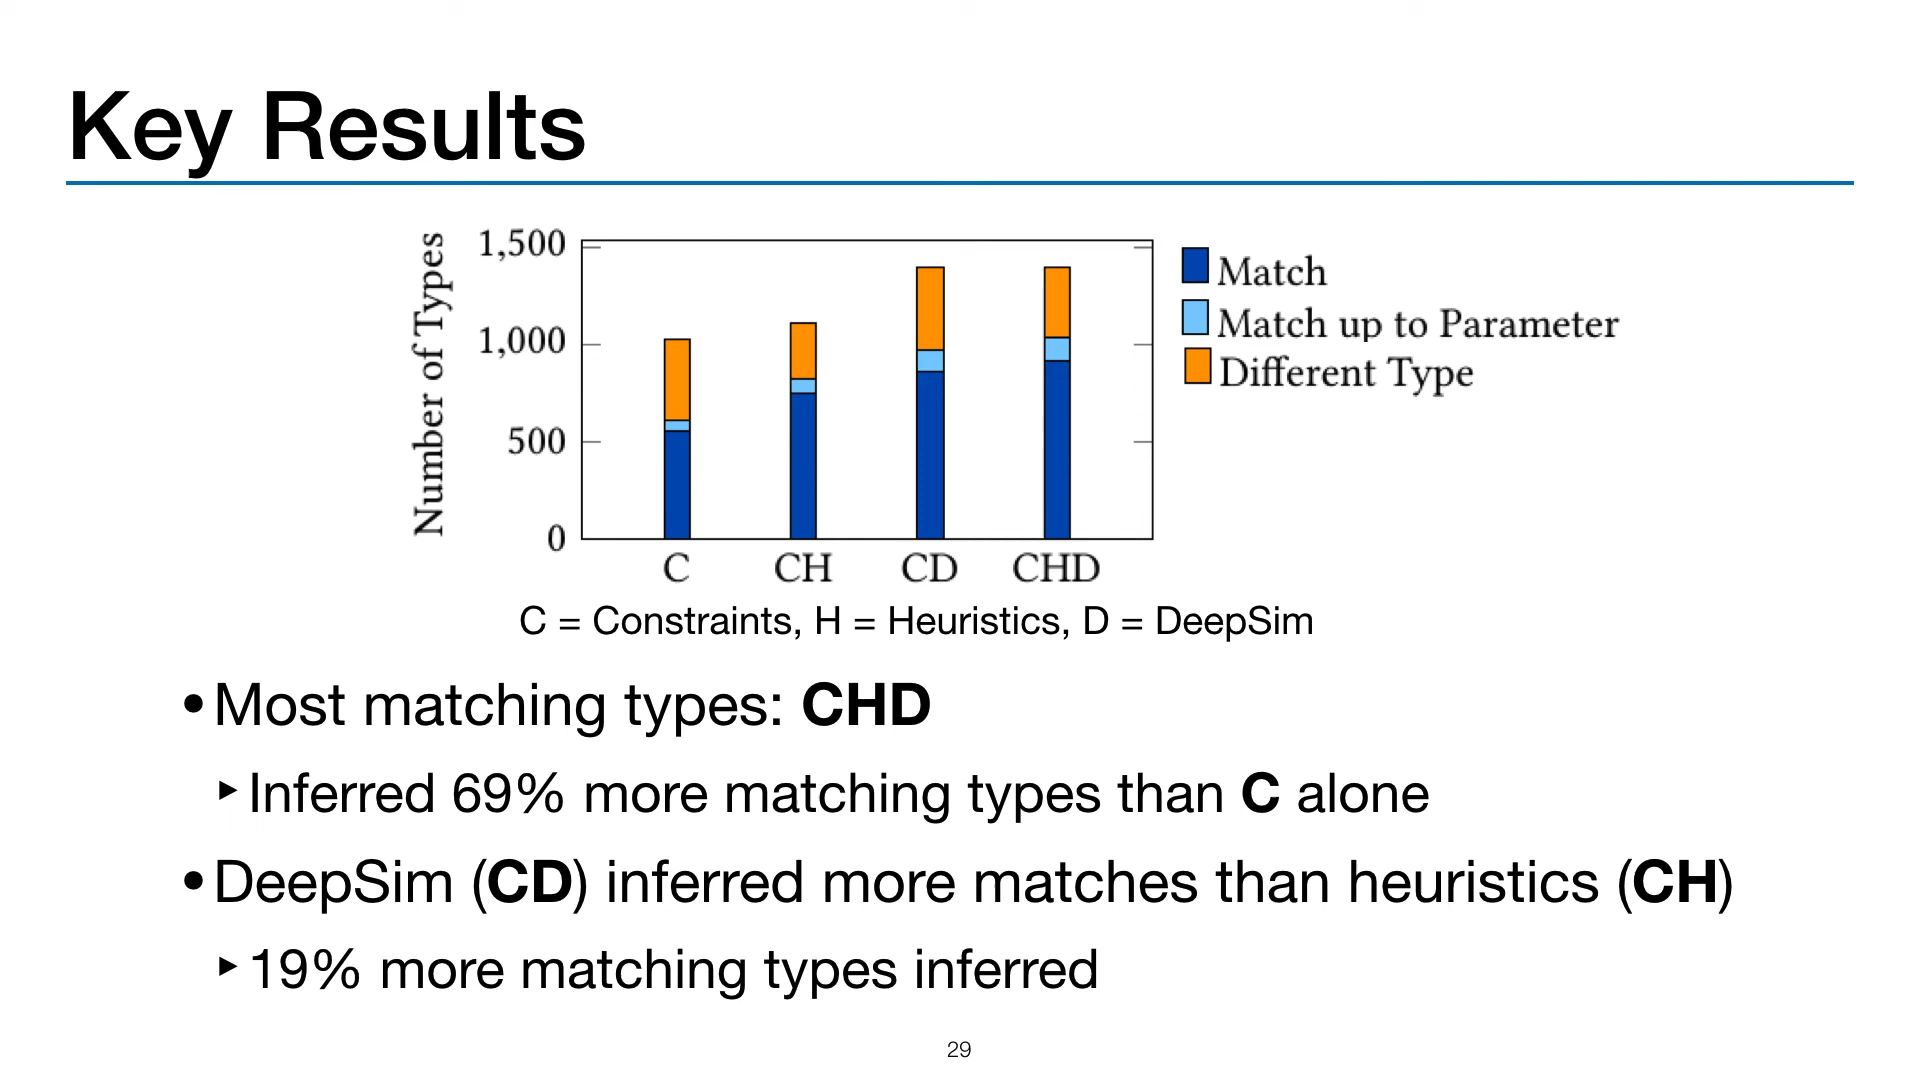 Key Results
Number of Types
1,500
1,000
500
0
C CH CD CHD
Match
Match up to Parameter
Different Type
C = Constraints, H = Heuristics, D = DeepSim
•Most matching types: CHD
‣Inferred 69% more matching types than C alone
•DeepSim (CD) inferred more matches than heuristics (CH)
‣19% more matching types inferred
29